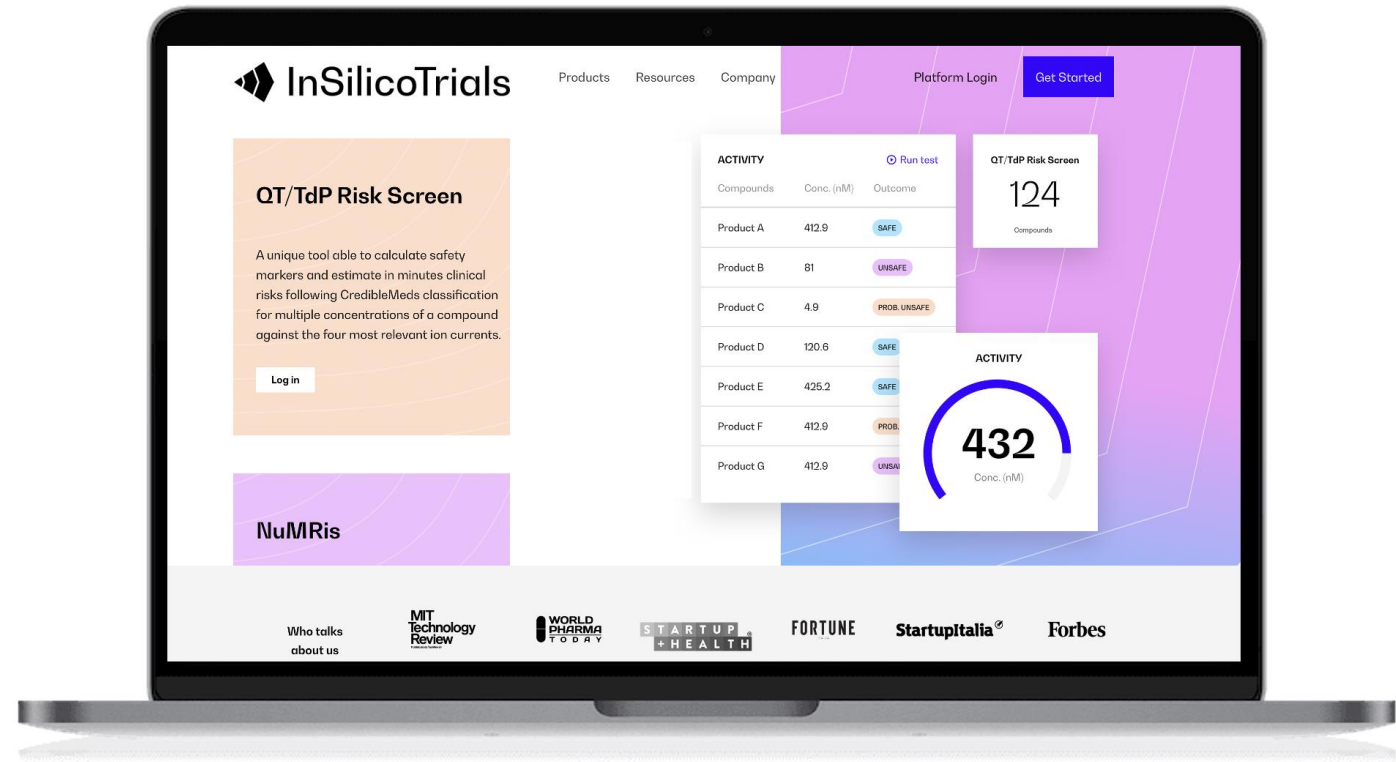 InSilicoTrials
Products Resources Company Platform Login Get Started
QT/TdP Risk Screen
A unique tool able to calculate safety
markers and estimate in minutes clinical
risks following CredibleMeds classification
for multiple concentrations of a compound
against the four most relevant ion currents.
Log in
NuMRis
ACTIVITY Run test
Compounds Conc. (nM) Outcome
Product A 412.9 SAFE
Product B 81 UNSAFE
Product C 4.9 PROB. UNSAFE
Product D 120.6 SAFE
Product E 425.2 SAFE
Product F 412.9 PROB.
Product G 412.9 UNSA
QT/TdP Risk Screen
124
Compounds
ACTIVITY
432
Conc. (nM)
Who talks
about us
MIT
Technology
Review
WORLD
PHARMA
TODAY
STARTUP
+HEALTH
FORTUNE
StartupItalia
Forbes